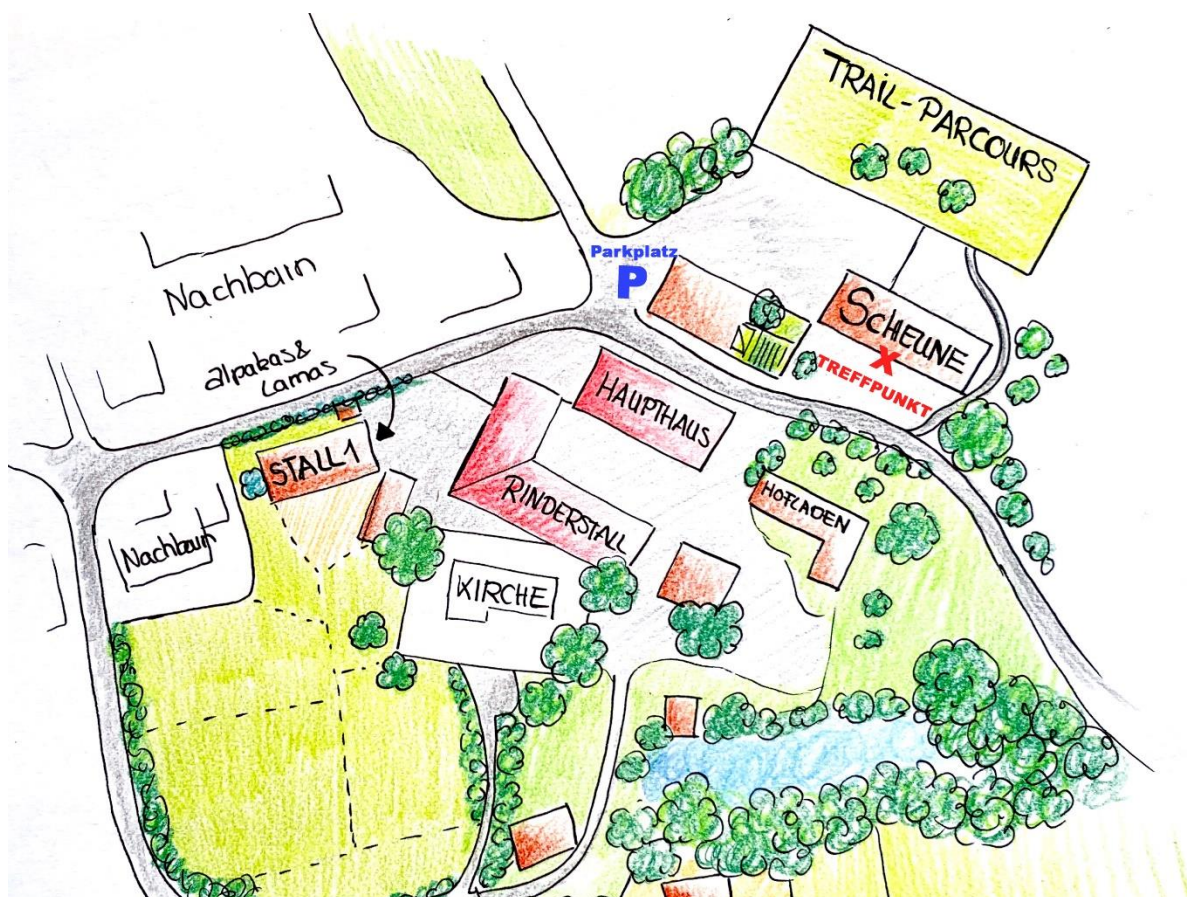 TRAIL-PARCOURS
Parkplatz
P
Nachbarn
SCHEUNE
X
TREFFPUNKT
alpakas&
Lamas
HAUPTHAUS
STALL 1
RINDERSTALL
HOFLADEN
Nachbarn
KIRCHE